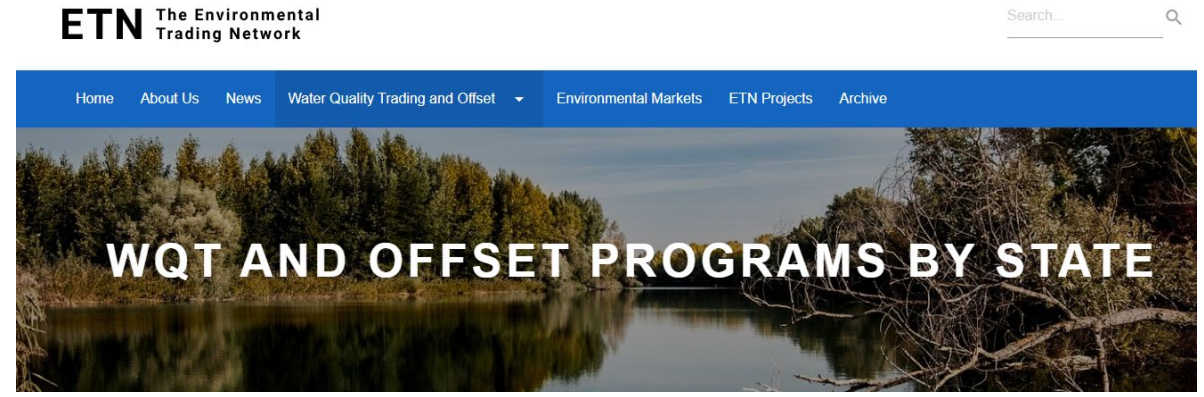 ETN The Environmental
Trading Network
Search...
Home About Us News Water Quality Trading and Offset Environmental Markets ETN Projects Archive
WQT AND OFFSET PROGRAMS BY STATE